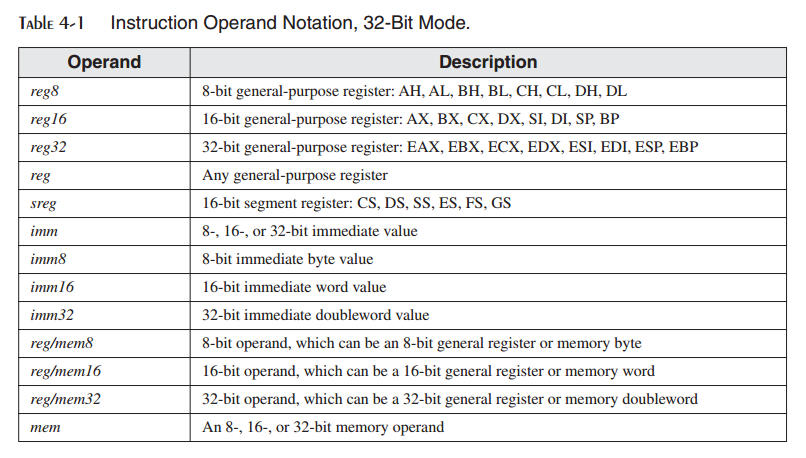 TABLE 4-1 Instruction Operand Notation, 32-Bit Mode.
Operand Description
reg8 8-bit general-purpose register: AH, AL, BH, BL, CH, CL, DH, DL
reg16 16-bit general-purpose register: AX, BX, CX, DX, SI, DI, SP, BP
reg32 32-bit general-purpose register: EAX, EBX, ECX, EDX, ESI, EDI, ESP, EBP
reg Any general-purpose register
sreg 16-bit segment register: CS, DS, SS, ES, FS, GS
imm 8-, 16-, or 32-bit immediate value
imm8 8-bit immediate byte value
imm16 16-bit immediate word value
imm32 32-bit immediate doubleword value
reg/mem8 8-bit operand, which can be an 8-bit general register or memory byte
reg/mem16 16-bit operand, which can be a 16-bit general register or memory word
reg/mem32 32-bit operand, which can be a 32-bit general register or memory doubleword
mem An 8-, 16-, or 32-bit memory operand